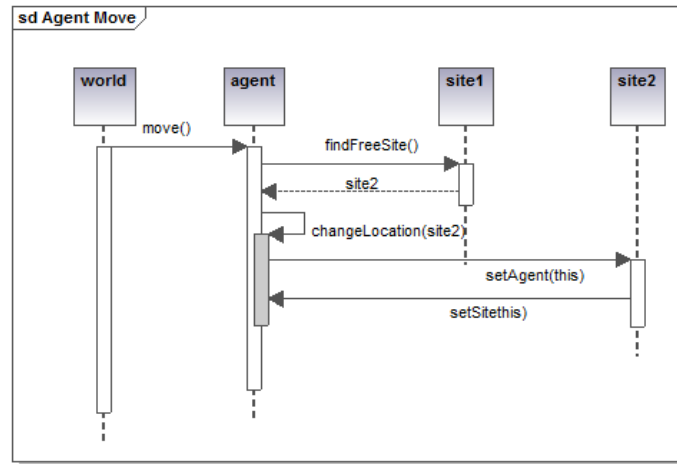 sd Agent Move
world
agent
site1
site2
move()
findFreeSite()
site2
changeLocation(site2)
setAgent(this)
setSitethis)